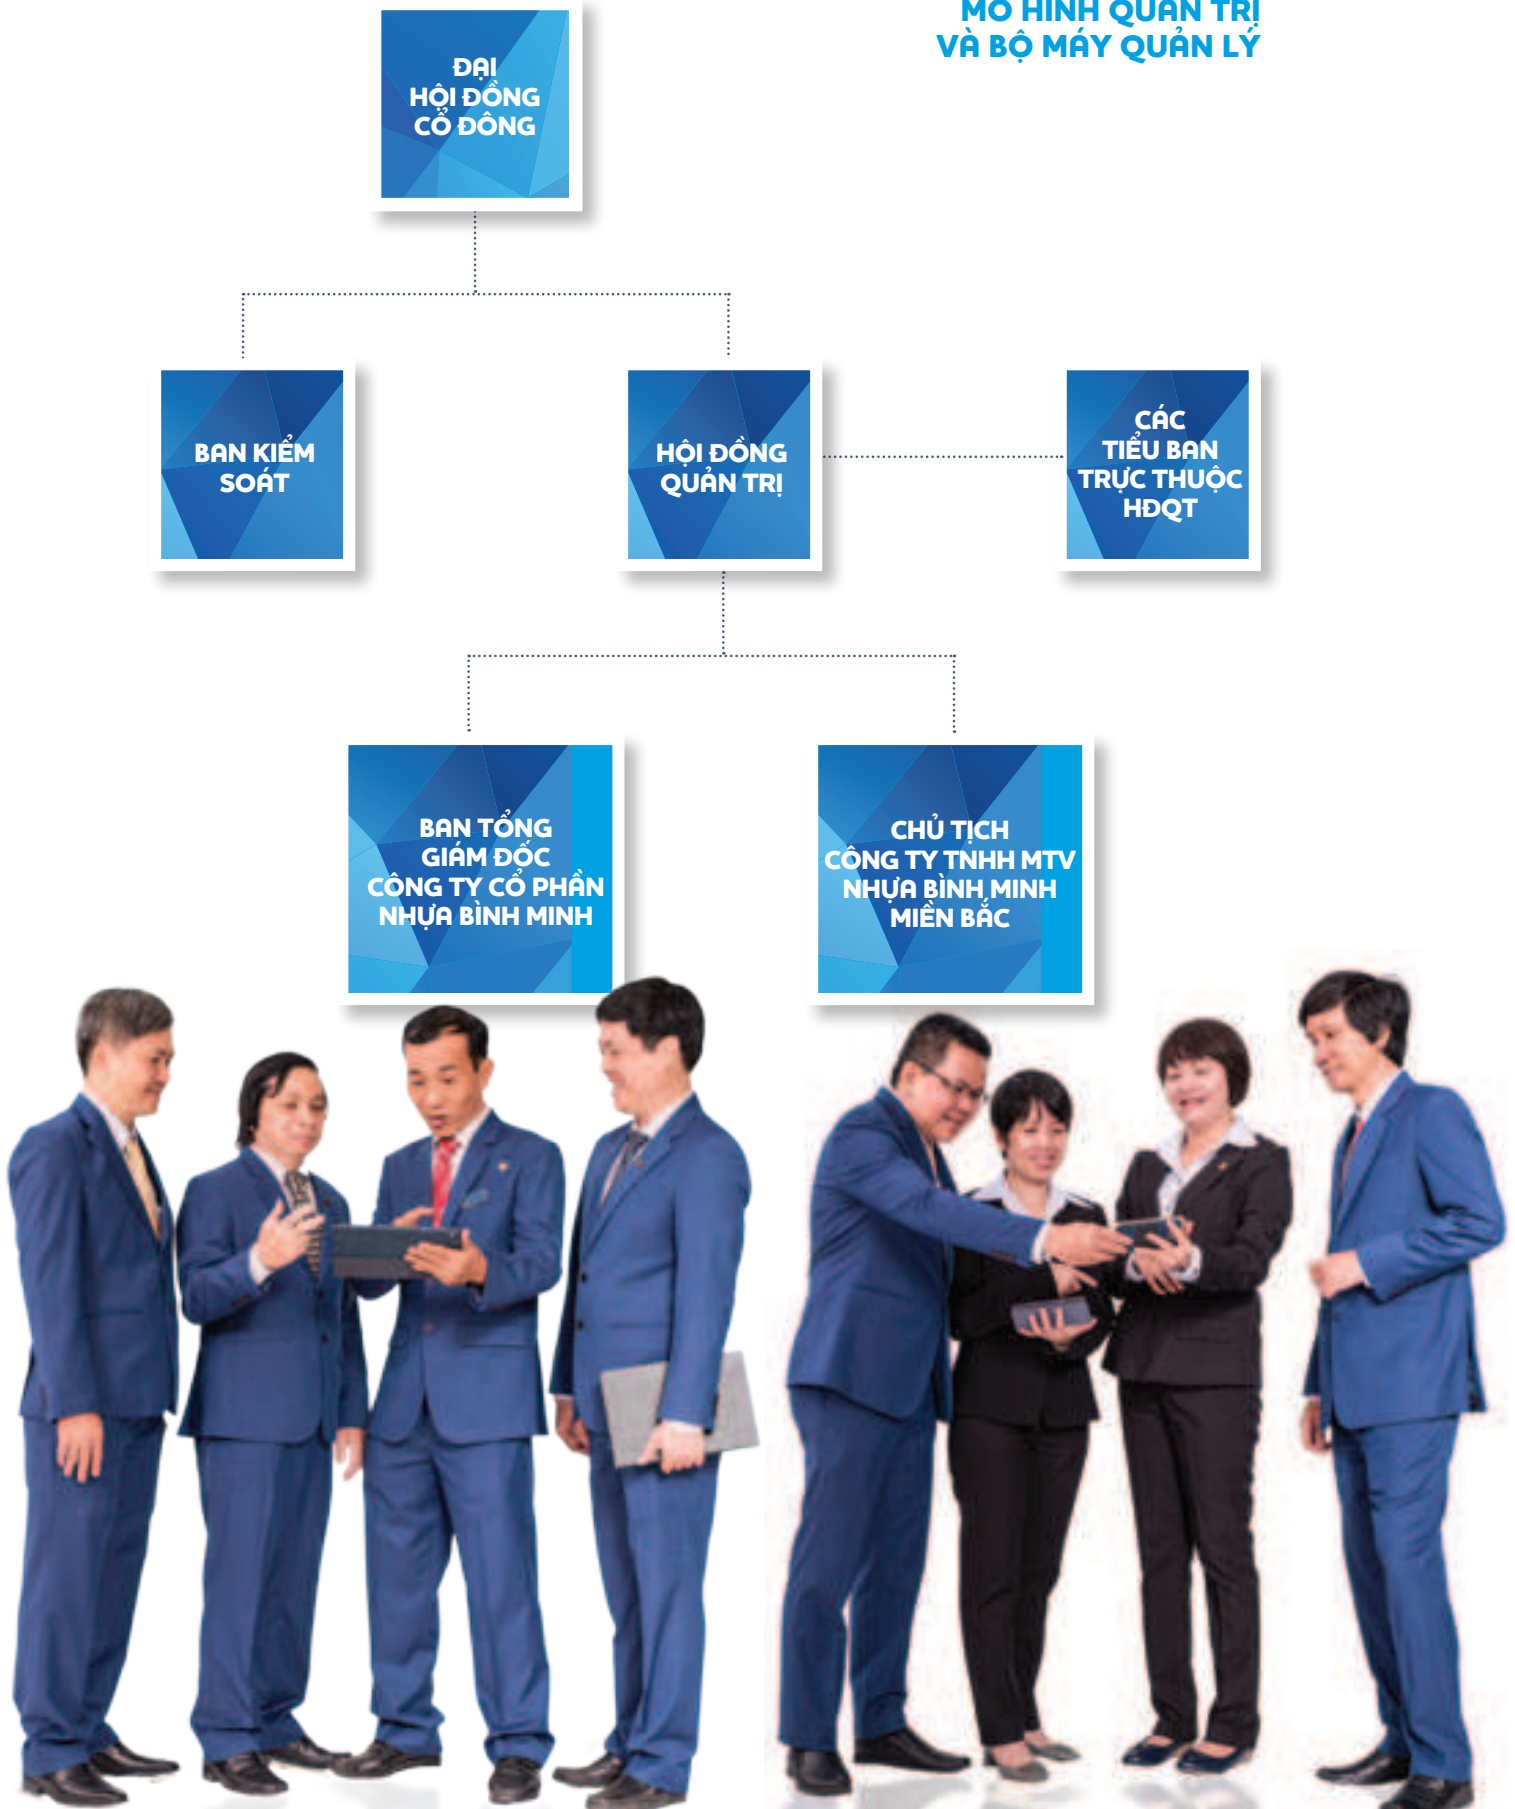 MÔ HÌNH QUẢN TRỊ
VÀ BỘ MÁY QUẢN LÝ
ĐẠI
HỘI ĐỒNG
CỔ ĐÔNG
BAN KIỂM
SOÁT
HỘI ĐỒNG
QUẢN TRỊ
CÁC
TIỂU BAN
TRỰC THUỘC
HĐQT
BAN TỔNG
GIÁM ĐỐC
CÔNG TY CỔ PHẦN
NHỰA BÌNH MINH
CHỦ TỊCH
CÔNG TY TNHH MTV
NHỰA BÌNH MINH
MIỀN BẮC